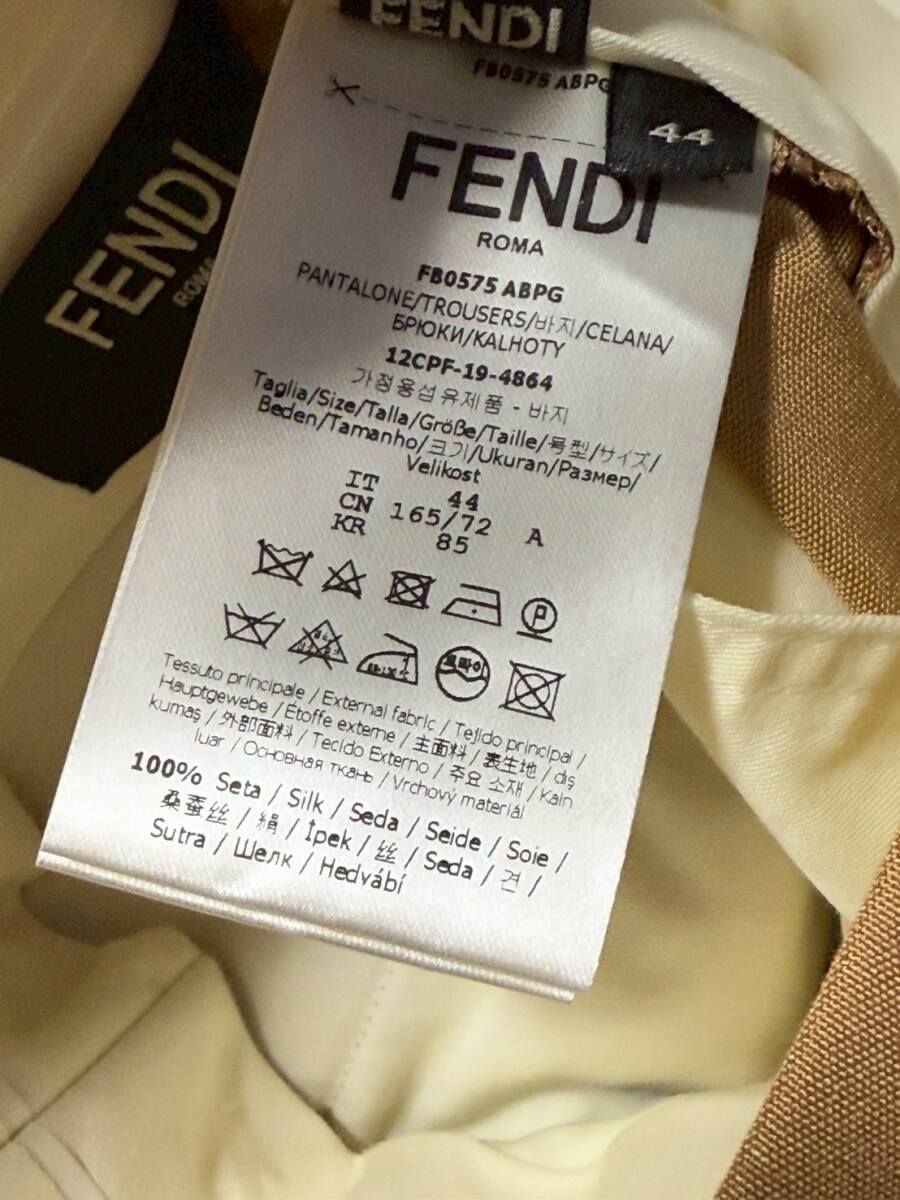 FENDI
FB0575 ABPG
44
FENDI
ROMA
FENDI
ROMA
FB0575 ABPG
PANTALONE/TROUSERS/바지/CELANA/
БРЮКИ/KALHOTY
12CPF-19-4864
가정용섬유제품 - 바지
Taglia/Size/Talla/Größe/Taille/号型/サイズ/
Beden/Tamanho/크기/Ukuran/Размер/
Velikost
IT 44
CN 165/72 A
KR 85
P
드라이
Tessuto principale / External fabric / Tejido principal /
Hauptgewebe / Étoffe externe / 主面料 / 表生地 / dış
kumaş / 外部面料 / Tecido Externo / 주요 소재 / Kain
luar / Основная ткань / Vrchový materiál
100% Seta / Silk / Seda / Seide / Soie /
桑蚕丝 / 絹 / İpek / 丝 / Seda / 견 /
Sutra / Шелк / Hedvábí